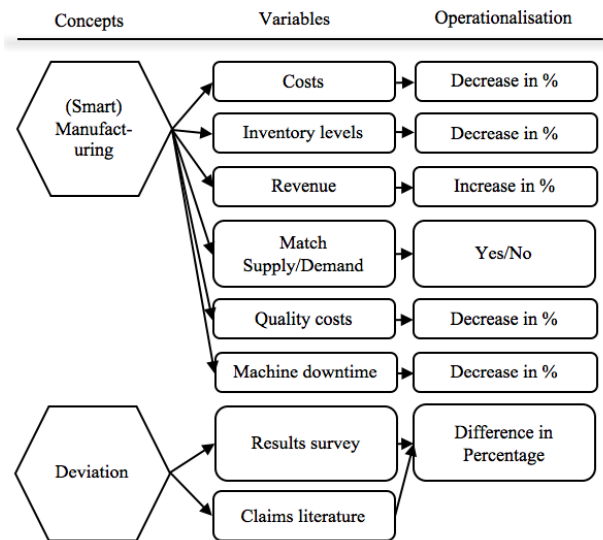 Concepts Variables Operationalisation
(Smart)
Manufact-
uring
Costs Decrease in %
Inventory levels Decrease in %
Revenue Increase in %
Match
Supply/Demand
Yes/No
Quality costs Decrease in %
Machine downtime Decrease in %
Deviation
Results survey
Difference in
Percentage
Claims literature